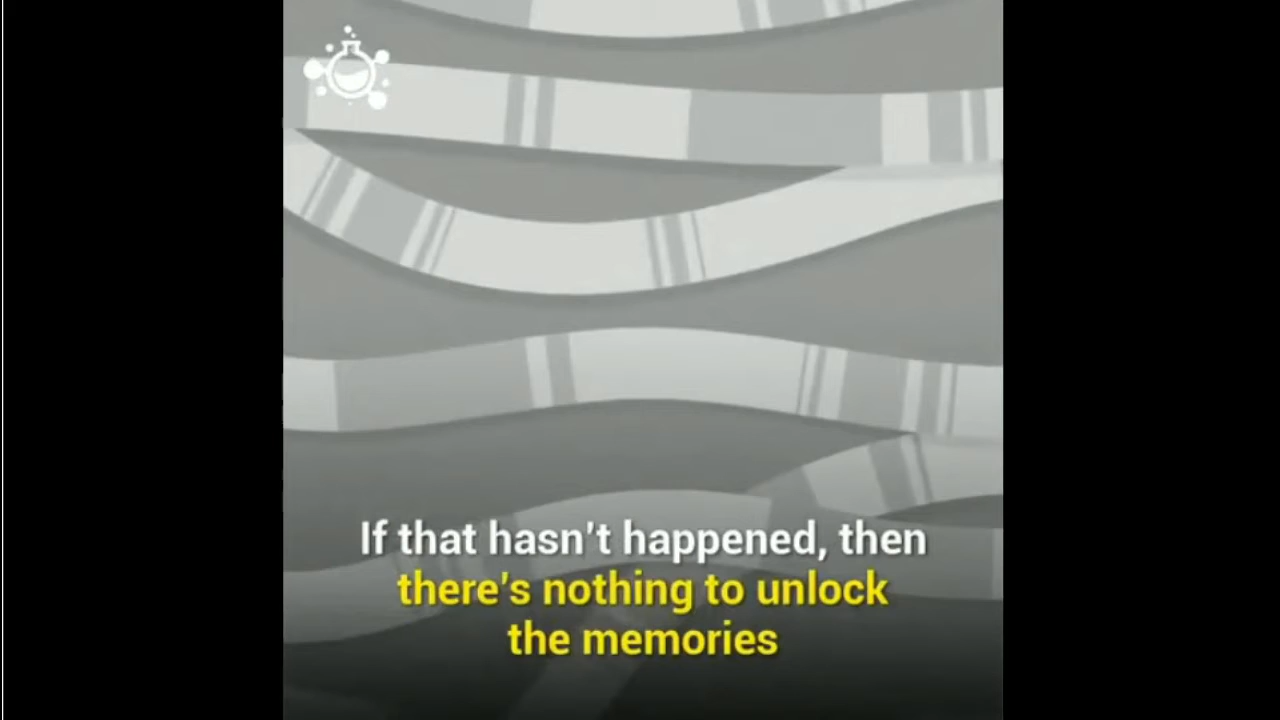 If that hasn't happened, then
there's nothing to unlock
the memories